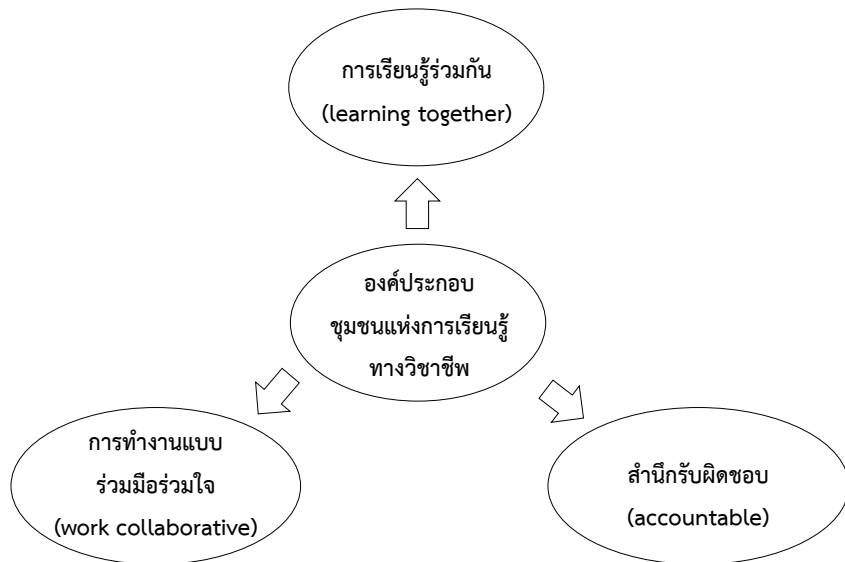 การเรียนรู้ร่วมกัน
(learning together)
องค์ประกอบ
ชุมชนแห่งการเรียนรู้
ทางวิชาชีพ
การทำงานแบบ
ร่วมมือร่วมใจ
(work collaborative)
สำนึกรับผิดชอบ
(accountable)